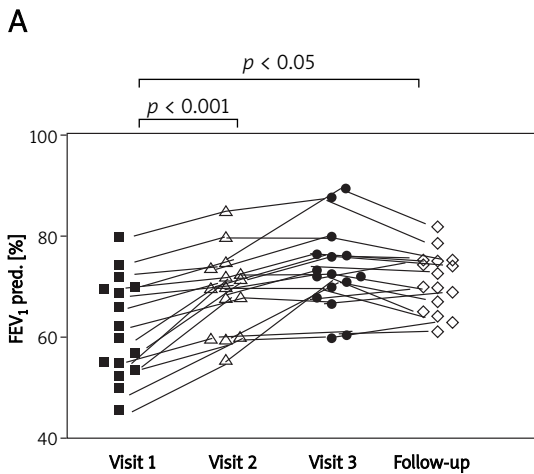 A
p < 0.05
p < 0.001
100
80
60
40
FEV1 pred. [%]
Visit 1
Visit 2
Visit 3
Follow-up